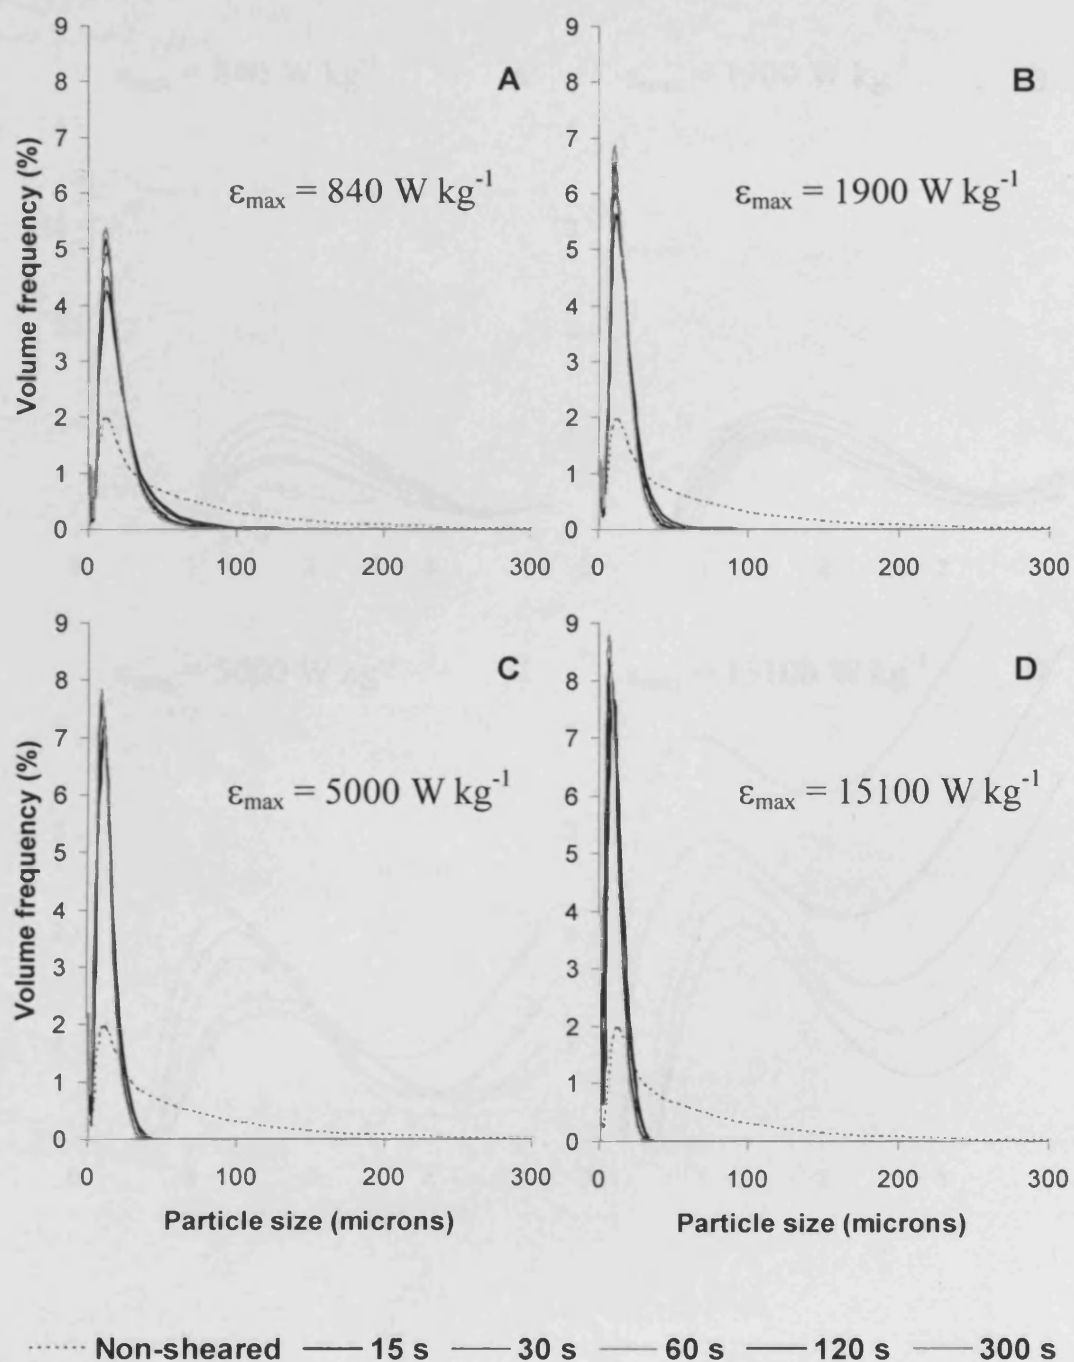 9
8
7
6
5
4
3
2
1
0
Volume frequency (%)
A
εmax = 840 W kg-1
0 100 200 300
9
8
7
6
5
4
3
2
1
0
B
εmax = 1900 W kg-1
0 100 200 300
9
8
7
6
5
4
3
2
1
0
Volume frequency (%)
C
εmax = 5000 W kg-1
0 100 200 300
Particle size (microns)
9
8
7
6
5
4
3
2
1
0
D
εmax = 15100 W kg-1
0 100 200 300
Particle size (microns)
Non-sheared 15 s 30 s 60 s 120 s 300 s